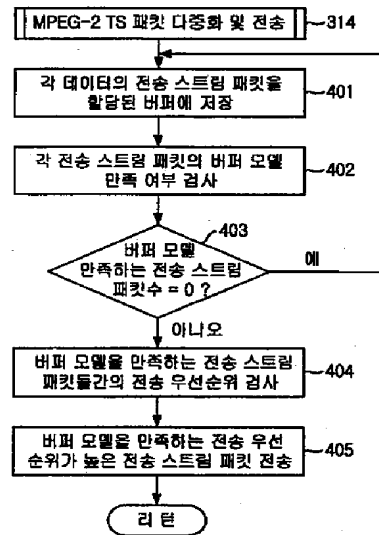 MPEG-2 TS 패킷 다중화 및 전송
314
각 데이터의 전송 스트림 패킷을
할당된 버퍼에 저장
401
각 전송 스트림 패킷의 버퍼 모델
만족 여부 검사
402
403
버퍼 모델
만족하는 전송 스트림
패킷수 = 0 ?
예
아니오
버퍼 모델을 만족하는 전송 스트림
패킷들간의 전송 우선순위 검사
404
버퍼 모델을 만족하는 전송 우선
순위가 높은 전송 스트림 패킷 전송
405
리턴